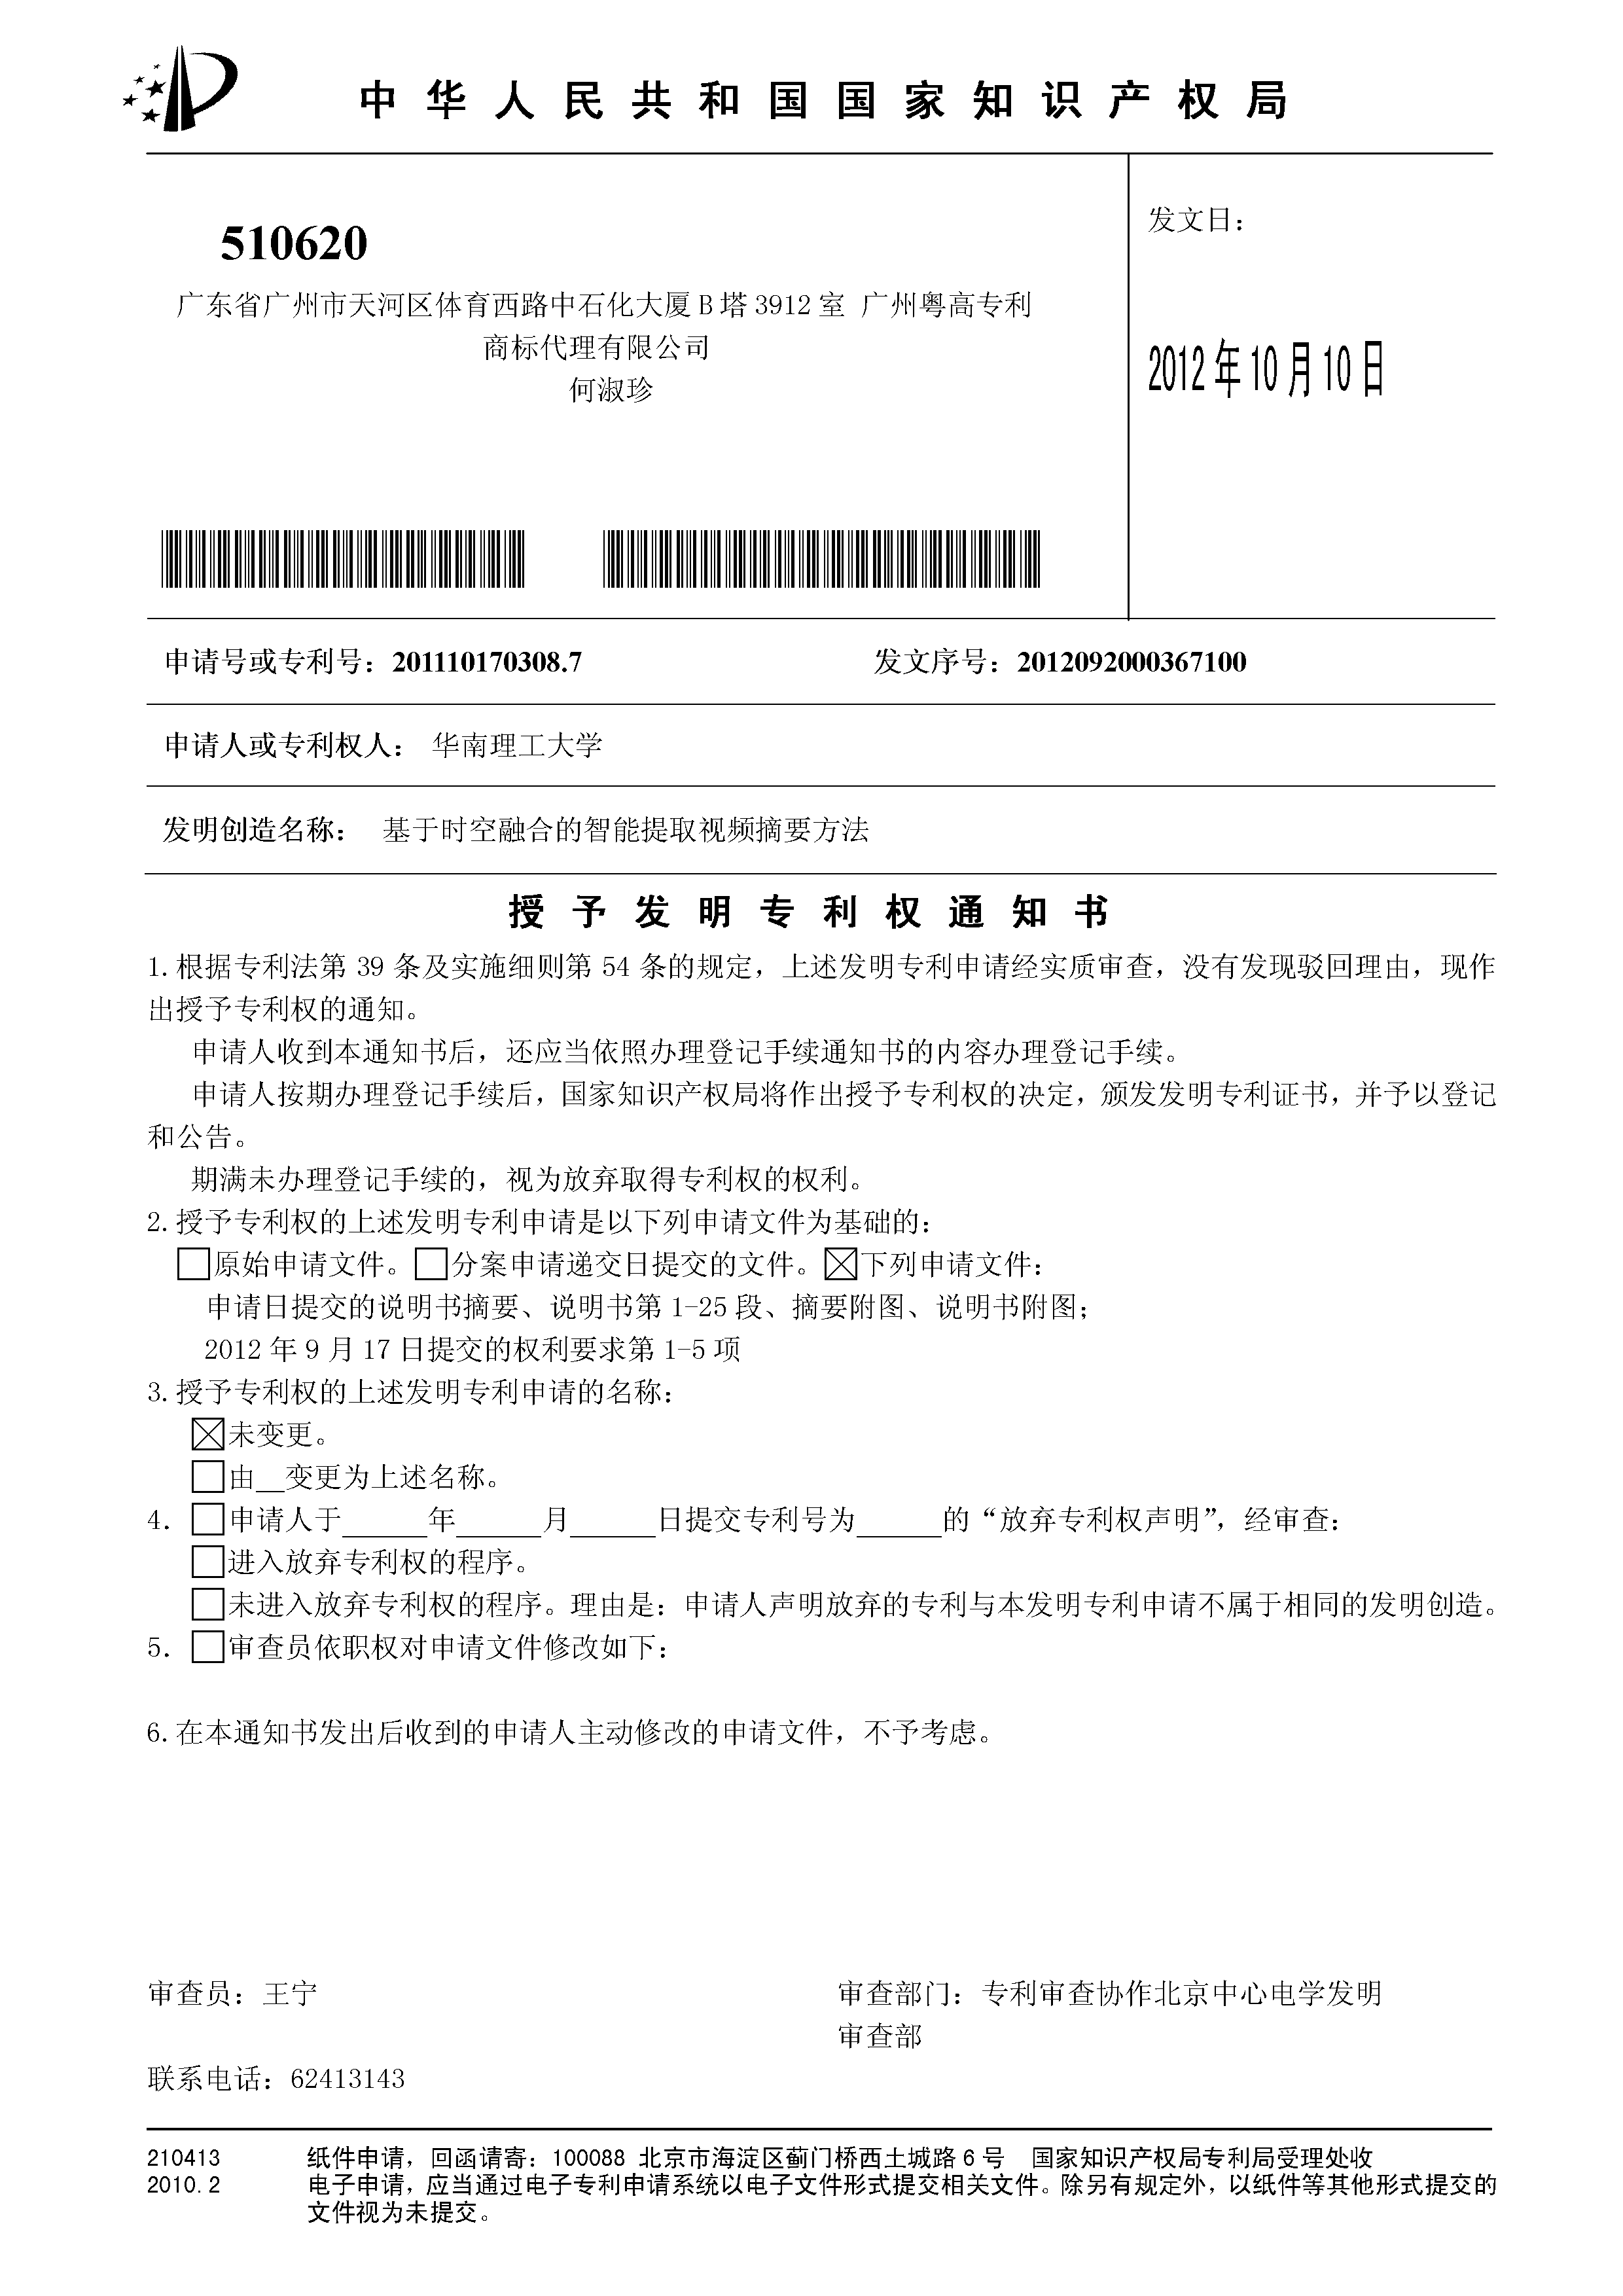 中华人民共和国国家知识产权局
510620
广东省广州市天河区体育西路中石化大厦 B 塔 3912 室 广州粤高专利
商标代理有限公司
何淑珍
发文日：
2012 年 10 月 10 日
申请号或专利号：201110170308.7
发文序号：2012092000367100
申请人或专利权人： 华南理工大学
发明创造名称： 基于时空融合的智能提取视频摘要方法
授予发明专利权通知书
1.根据专利法第 39 条及实施细则第 54 条的规定，上述发明专利申请经实质审查，没有发现驳回理由，现作
出授予专利权的通知。
申请人收到本通知书后，还应当依照办理登记手续通知书的内容办理登记手续。
申请人按期办理登记手续后，国家知识产权局将作出授予专利权的决定，颁发发明专利证书，并予以登记
和公告。
期满未办理登记手续的，视为放弃取得专利权的权利。
2.授予专利权的上述发明专利申请是以下列申请文件为基础的：
□原始申请文件。□分案申请递交日提交的文件。☒下列申请文件：
申请日提交的说明书摘要、说明书第 1-25 段、摘要附图、说明书附图；
2012 年 9 月 17 日提交的权利要求第 1-5 项
3.授予专利权的上述发明专利申请的名称：
☒未变更。
□由__变更为上述名称。
4. □申请人于______年______月______日提交专利号为______的“放弃专利权声明”，经审查：
□进入放弃专利权的程序。
□未进入放弃专利权的程序。理由是：申请人声明放弃的专利与本发明专利申请不属于相同的发明创造。
5. □审查员依职权对申请文件修改如下：
6.在本通知书发出后收到的申请人主动修改的申请文件，不予考虑。
审查员：王宁
审查部门：专利审查协作北京中心电学发明
审查部
联系电话：62413143
210413 纸件申请，回函请寄：100088 北京市海淀区蓟门桥西土城路 6 号 国家知识产权局专利局受理处收
2010.2 电子申请，应当通过电子专利申请系统以电子文件形式提交相关文件。除另有规定外，以纸件等其他形式提交的
文件视为未提交。